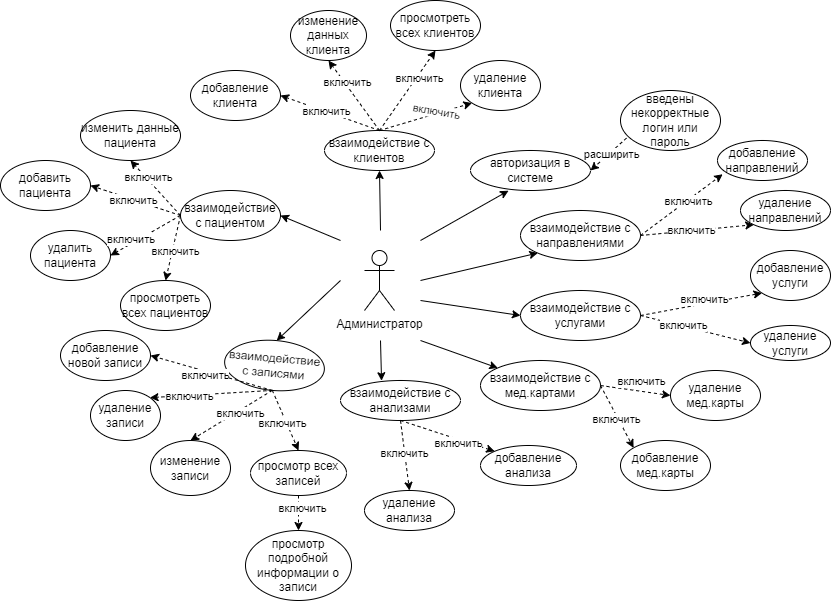 изменение
данных
клиента
просмотреть
всех клиентов
добавление
клиента
удаление
клиента
включить
включить
включить
включить
взаимодействие с
клиентов
введены
некорректные
логин или
пароль
расширить
авторизация в
системе
изменить данные
пациента
добавить
пациента
удалить
пациента
просмотреть
всех пациентов
включить
включить
включить
включить
взаимодействие
с пациентом
добавление
направлений
удаление
направлений
включить
включить
взаимодействие с
направлениями
добавление
услуги
удаление
услуги
включить
включить
взаимодействие с
услугами
Администратор
взаимодействие
с записями
добавление
новой записи
удаление
записи
изменение
записи
просмотр всех
записей
включить
включить
включить
включить
включить
просмотр
подробной
информации о
записи
взаимодействие с
анализами
включить
включить
удаление
анализа
добавление
анализа
взаимодействие с
мед.картами
включить
включить
удаление
мед.карты
добавление
мед.карты